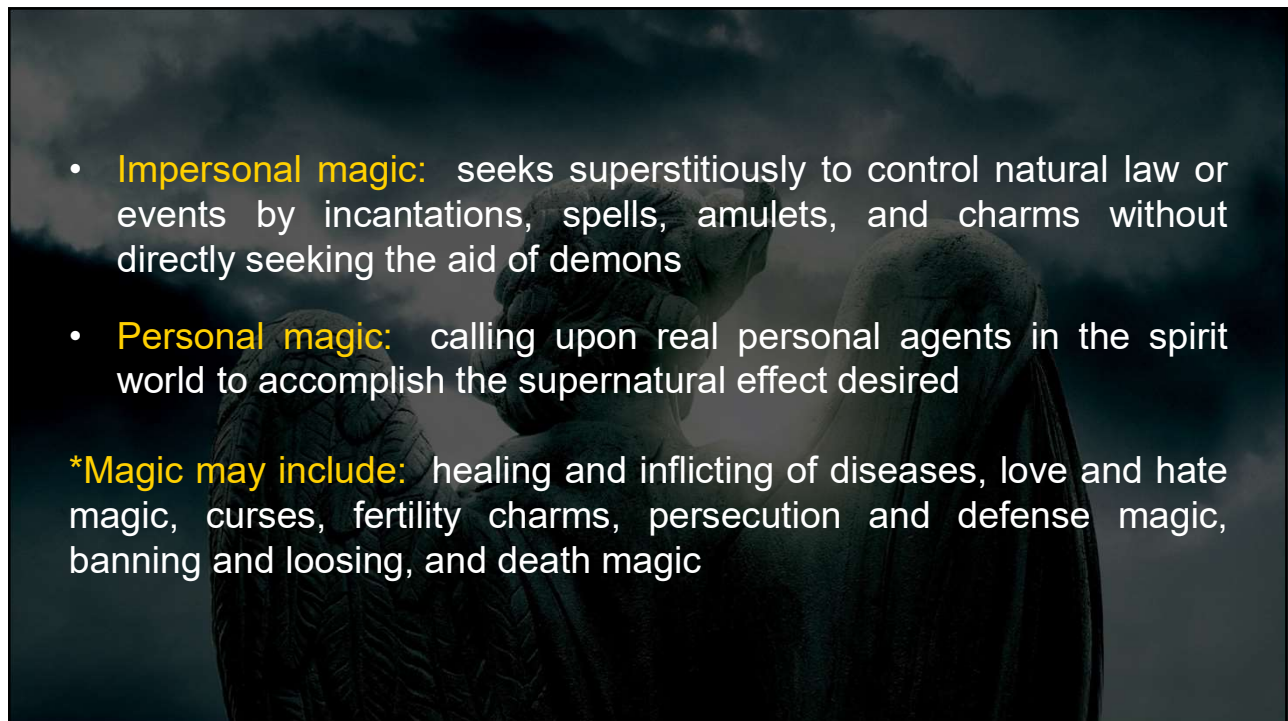 • Impersonal magic: seeks superstitiously to control natural law or
events by incantations, spells, amulets, and charms without
directly seeking the aid of demons
• Personal magic: calling upon real personal agents in the spirit
world to accomplish the supernatural effect desired
*Magic may include: healing and inflicting of diseases, love and hate
magic, curses, fertility charms, persecution and defense magic,
banning and loosing, and death magic